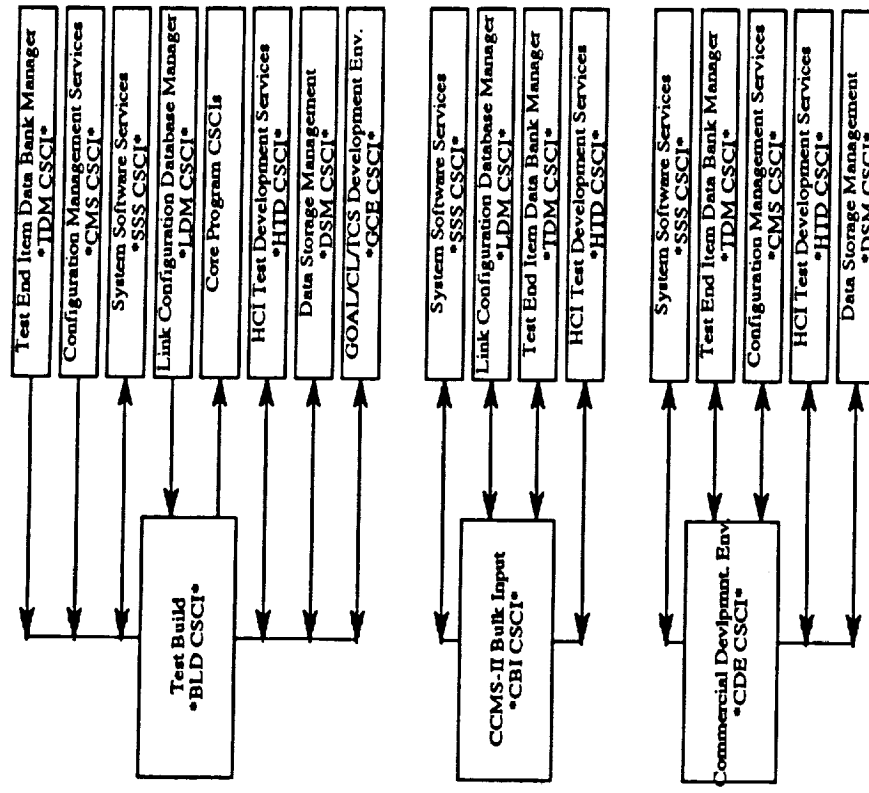 Test End Item Data Bank Manager
*TDM CSCI*
Configuration Management Services
*CMS CSCI*
System Software Services
*SSS CSCI*
Link Configuration Database Manager
*LDM CSCI*
Core Program CSCIs
HCI Test Development Services
*HTD CSCI*
Data Storage Management
*DSM CSCI*
GOAL/CL/TCS Development Env.
*GCE CSCI*
Test Build
*BLD CSCI*
System Software Services
*SSS CSCI*
Link Configuration Database Manager
*LDM CSCI*
Test End Item Data Bank Manager
*TDM CSCI*
HCI Test Development Services
*HTD CSCI*
CCMS-II Bulk Input
*CBI CSCI*
System Software Services
*SSS CSCI*
Test End Item Data Bank Manager
*TDM CSCI*
Configuration Management Services
*CMS CSCI*
HCI Test Development Services
*HTD CSCI*
Data Storage Management
*DSM CSCI*
Commercial Devlpmnt. Env.
*CDE CSCI*